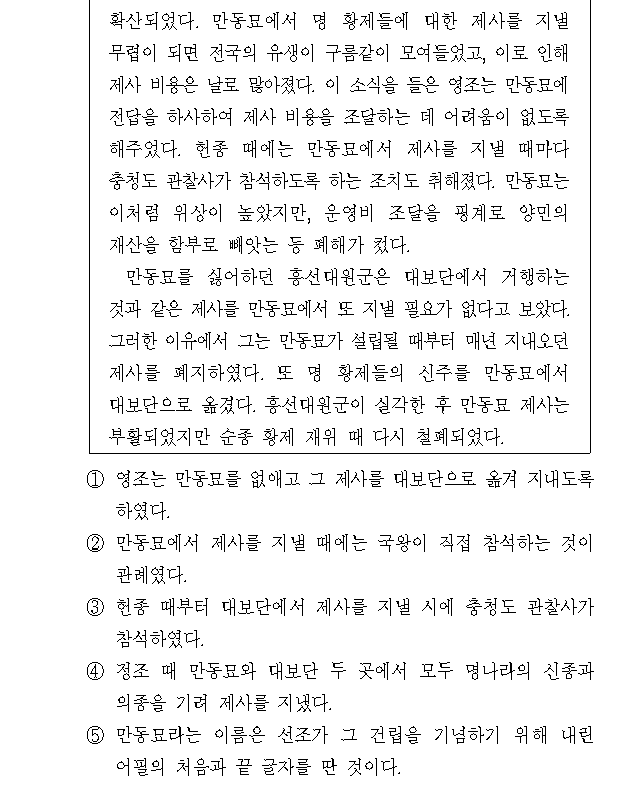 확산되었다. 만동묘에서 명 황제들에 대한 제사를 지낼
무렵이 되면 전국의 유생이 구름같이 모여들었고, 이로 인해
제사 비용은 날로 많아졌다. 이 소식을 들은 영조는 만동묘에
전답을 하사하여 제사 비용을 조달하는 데 어려움이 없도록
해주었다. 헌종 때에는 만동묘에서 제사를 지낼 때마다
충청도 관찰사가 참석하도록 하는 조치도 취해졌다. 만동묘는
이처럼 위상이 높았지만, 운영비 조달을 핑계로 양민의
재산을 함부로 빼앗는 등 폐해가 컸다.
만동묘를 싫어하던 흥선대원군은 대보단에서 거행하는
것과 같은 제사를 만동묘에서 또 지낼 필요가 없다고 보았다.
그러한 이유에서 그는 만동묘가 설립될 때부터 매년 지내오던
제사를 폐지하였다. 또 명 황제들의 신주를 만동묘에서
대보단으로 옮겼다. 흥선대원군이 실각한 후 만동묘 제사는
부활되었지만 순종 황제 재위 때 다시 철폐되었다.
① 영조는 만동묘를 없애고 그 제사를 대보단으로 옮겨 지내도록
하였다.
② 만동묘에서 제사를 지낼 때에는 국왕이 직접 참석하는 것이
관례였다.
③ 헌종 때부터 대보단에서 제사를 지낼 시에 충청도 관찰사가
참석하였다.
④ 정조 때 만동묘와 대보단 두 곳에서 모두 명나라의 신종과
의종을 기려 제사를 지냈다.
⑤ 만동묘라는 이름은 선조가 그 건립을 기념하기 위해 내린
어필의 처음과 끝 글자를 딴 것이다.